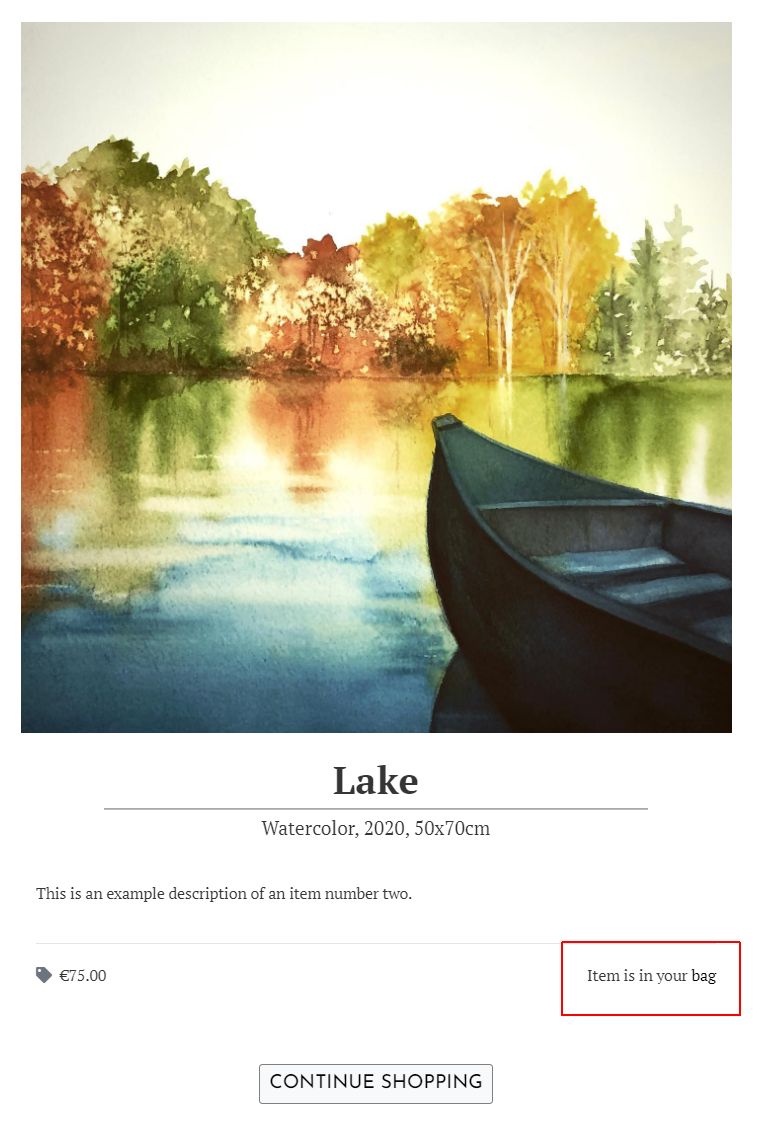 Lake
Watercolor, 2020, 50x70cm
This is an example description of an item number two.
€75.00
Item is in your bag
CONTINUE SHOPPING